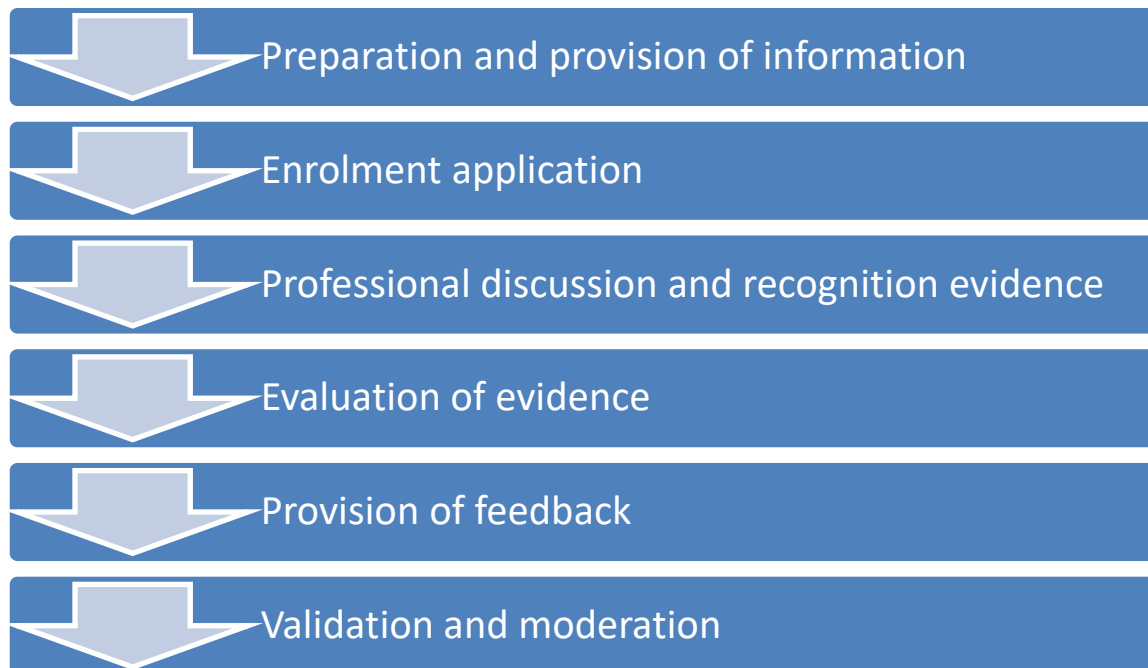 Preparation and provision of information
Enrolment application
Professional discussion and recognition evidence
Evaluation of evidence
Provision of feedback
Validation and moderation